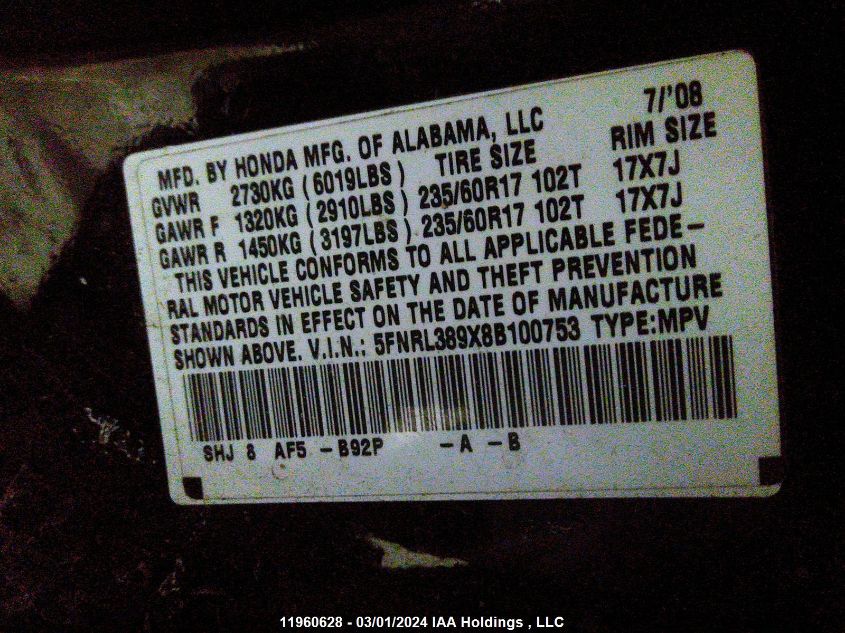 7/'08
MFD. BY HONDA MFG. OF ALABAMA, LLC
GVWR 2730KG ( 6019LBS ) TIRE SIZE RIM SIZE
GAWR F 1320KG ( 2910LBS ) 235/60R17 102T 17X7J
GAWR R 1450KG ( 3197LBS ) 235/60R17 102T 17X7J
THIS VEHICLE CONFORMS TO ALL APPLICABLE FEDE-
RAL MOTOR VEHICLE SAFETY AND THEFT PREVENTION
STANDARDS IN EFFECT ON THE DATE OF MANUFACTURE
SHOWN ABOVE. V.I.N.: 5FNRL389X8B100753 TYPE:MPV
SHJ 8 AF5 -B92P -A -B
11960628 - 03/01/2024 IAA Holdings , LLC